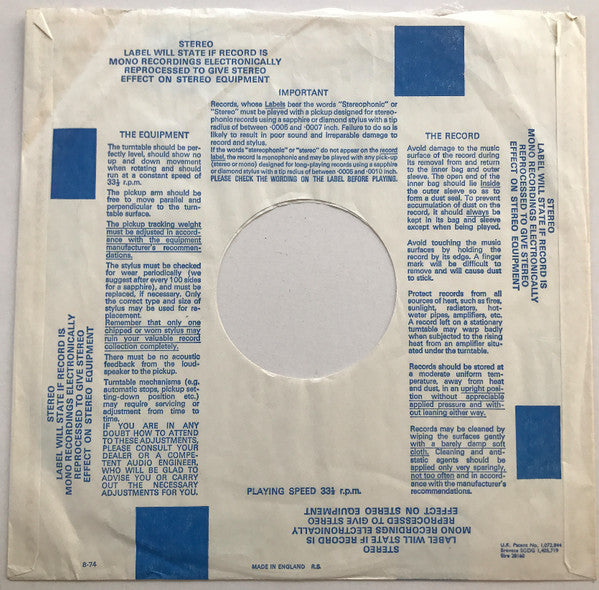 STEREO
LABEL WILL STATE IF RECORD IS
MONO RECORDINGS ELECTRONICALLY
REPROCESSED TO GIVE STEREO
EFFECT ON STEREO EQUIPMENT
IMPORTANT
Records, whose Labels bear the words "Stereophonic" or
"Stereo" must be played with a pickup designed for stereo-
phonic records using a sapphire or diamond stylus with a tip
radius of between ·0005 and ·0007 inch. Failure to do so is
likely to result in poor sound and irreparable damage to
record and stylus.
If the words "stereophonic" or "stereo" do not appear on the record
label, the record is monophonic and may be played with any pick-up
(stereo or mono) designed for long-playing records with a sapphire
or diamond stylus with a tip radius of between ·0005 and ·0010 inch.
PLEASE CHECK THE WORDING ON THE LABEL BEFORE PLAYING.
THE EQUIPMENT
The turntable should be per-
fectly level, should show no
up and down movement
when rotating and should
run at a constant speed of
33⅓ r.p.m.
The pickup arm should be
free to move parallel and
perpendicular to the turn-
table surface.
The pickup tracking weight
must be adjusted in accord-
ance with the equipment
manufacturer's recommen-
dations.
The stylus must be checked
for wear periodically (we
suggest after every 100 sides
for a sapphire), and must be
replaced, if necessary. Only
the correct type and size of
stylus may be used for re-
placement.
Remember that only one
chipped or worn stylus may
ruin your valuable record
collection completely.
There must be no acoustic
feedback from the loud-
speaker to the pickup.
Turntable mechanisms (e.g.
automatic stops, pickup set-
ting-down position etc.)
may require servicing or
adjustment from time to
time.
IF YOU ARE IN ANY
DOUBT HOW TO ATTEND
TO THESE ADJUSTMENTS,
PLEASE CONSULT YOUR
DEALER OR A COMPE-
TENT AUDIO ENGINEER,
WHO WILL BE GLAD TO
ADVISE YOU OR CARRY
OUT THE NECESSARY
ADJUSTMENTS FOR YOU.
THE RECORD
Avoid damage to the music
surface of the record during
its removal from and return
to the inner bag and outer
sleeve. The open end of the
inner bag should lie inside
the outer sleeve so as to
form a dust seal. To prevent
accumulation of dust on the
record, it should always be
kept in its bag and sleeve
except when being played.
Avoid touching the music
surfaces by holding the
record by its edge. A finger
mark will be difficult to
remove and will cause dust
to stick.
Protect records from all
sources of heat, such as fires,
sunlight, radiators, hot-
water pipes, amplifiers, etc.
A record left on a stationary
turntable may warp badly
when subjected to the rising
heat from an amplifier situ-
ated under the turntable.
Records should be stored at
a moderate uniform tem-
perature, away from heat
and dust, in an upright posi-
tion without appreciable
applied pressure and with-
out leaning either way.
Records may be cleaned by
wiping the surfaces gently
with a barely damp soft
cloth. Cleaning and anti-
static agents should be
applied only very sparingly,
not too often and in accord-
ance with the manufacturer's
recommendations.
STEREO
LABEL WILL STATE IF RECORD IS
MONO RECORDINGS ELECTRONICALLY
REPROCESSED TO GIVE STEREO
EFFECT ON STEREO EQUIPMENT
STEREO
LABEL WILL STATE IF RECORD IS
MONO RECORDINGS ELECTRONICALLY
REPROCESSED TO GIVE STEREO
EFFECT ON STEREO EQUIPMENT
PLAYING SPEED 33⅓ r.p.m.
STEREO
LABEL WILL STATE IF RECORD IS
MONO RECORDINGS ELECTRONICALLY
REPROCESSED TO GIVE STEREO
EFFECT ON STEREO EQUIPMENT
8-74
MADE IN ENGLAND R.S.
U.K. Patent No. 1,072,844
Brevets SGDG 1,425,719